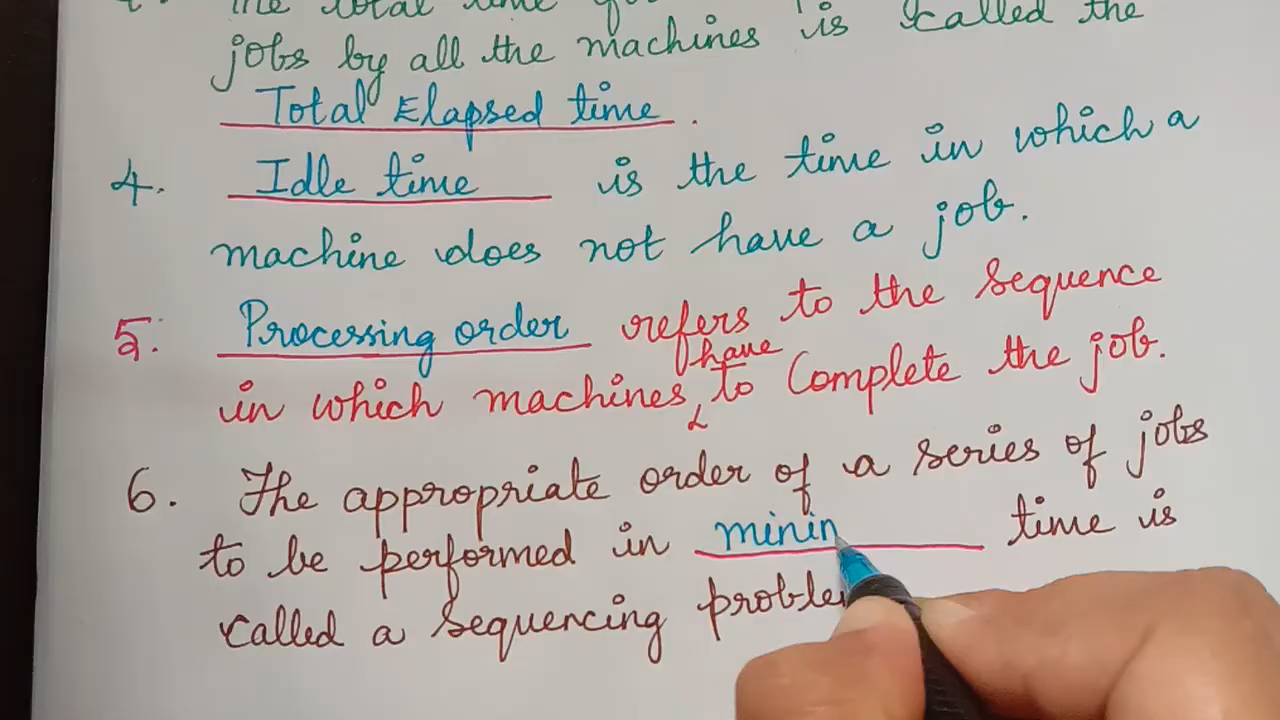 The total time
jobs by all the machines is called the
Total Elapsed time.
4. Idle time is the time in which a
machine does not have a job.
5. Processing order refers to the sequence
in which machines have to complete the job.
6. The appropriate order of a series of jobs
to be performed in minin time is
called a sequencing proble